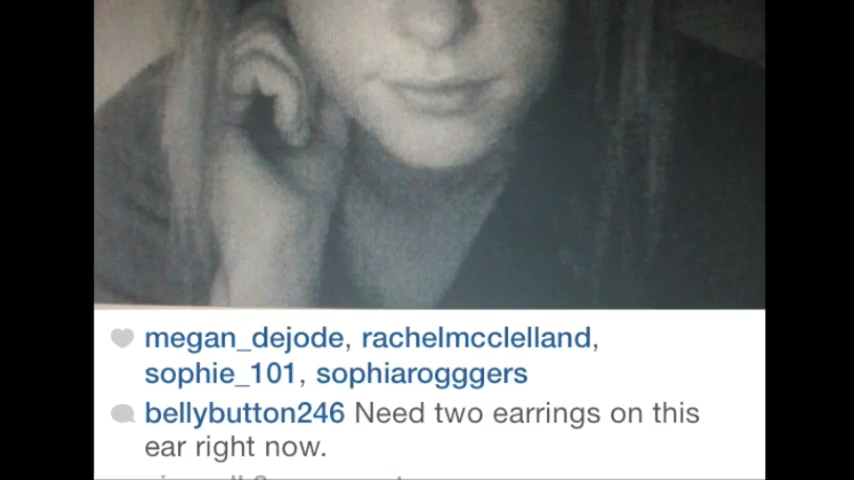 megan_dejode, rachelmcclelland,
sophie_101, sophiarogggers
bellybutton246 Need two earrings on this
ear right now.